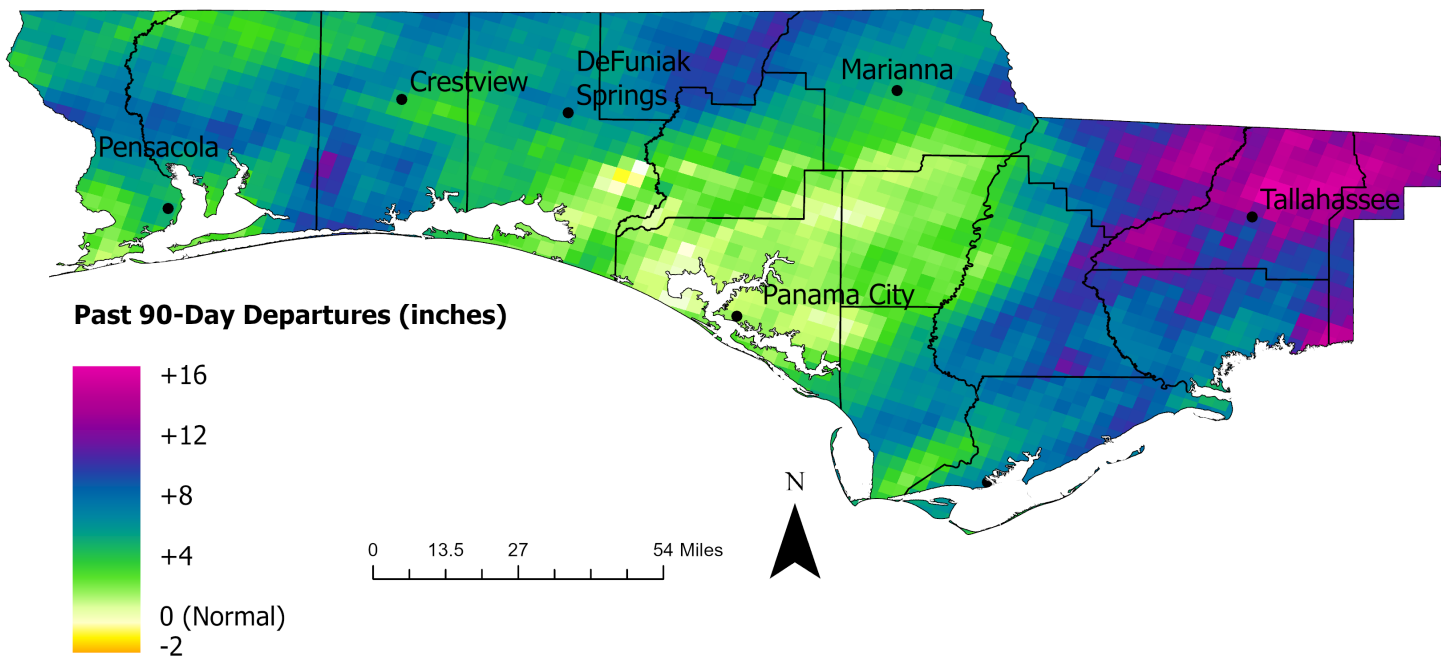 DeFuniak
Springs
Crestview
Marianna
Pensacola
Tallahassee
Panama City
Past 90-Day Departures (inches)
+16
+12
+8
+4
0 (Normal)
-2
N
0 13.5 27 54 Miles